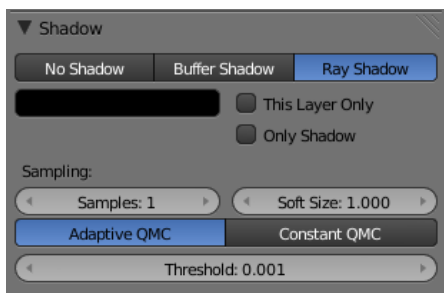 Shadow
No Shadow Buffer Shadow Ray Shadow
This Layer Only
Only Shadow
Sampling:
Samples: 1 Soft Size: 1.000
Adaptive QMC Constant QMC
Threshold: 0.001